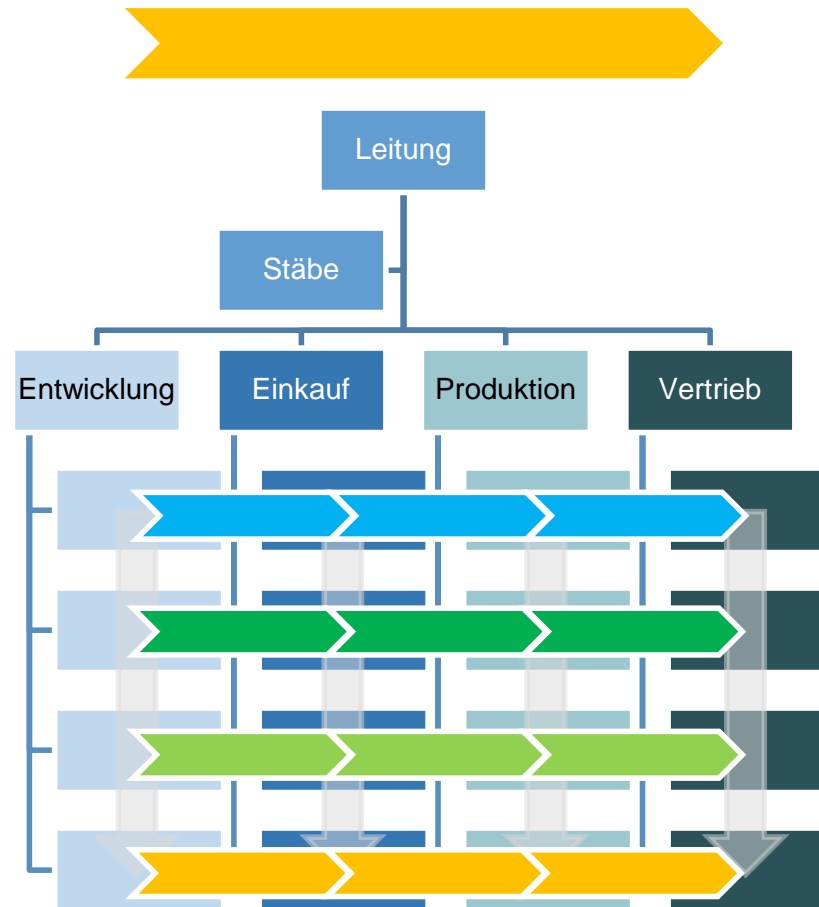 Leitung
Stäbe
Entwicklung
Einkauf
Produktion
Vertrieb